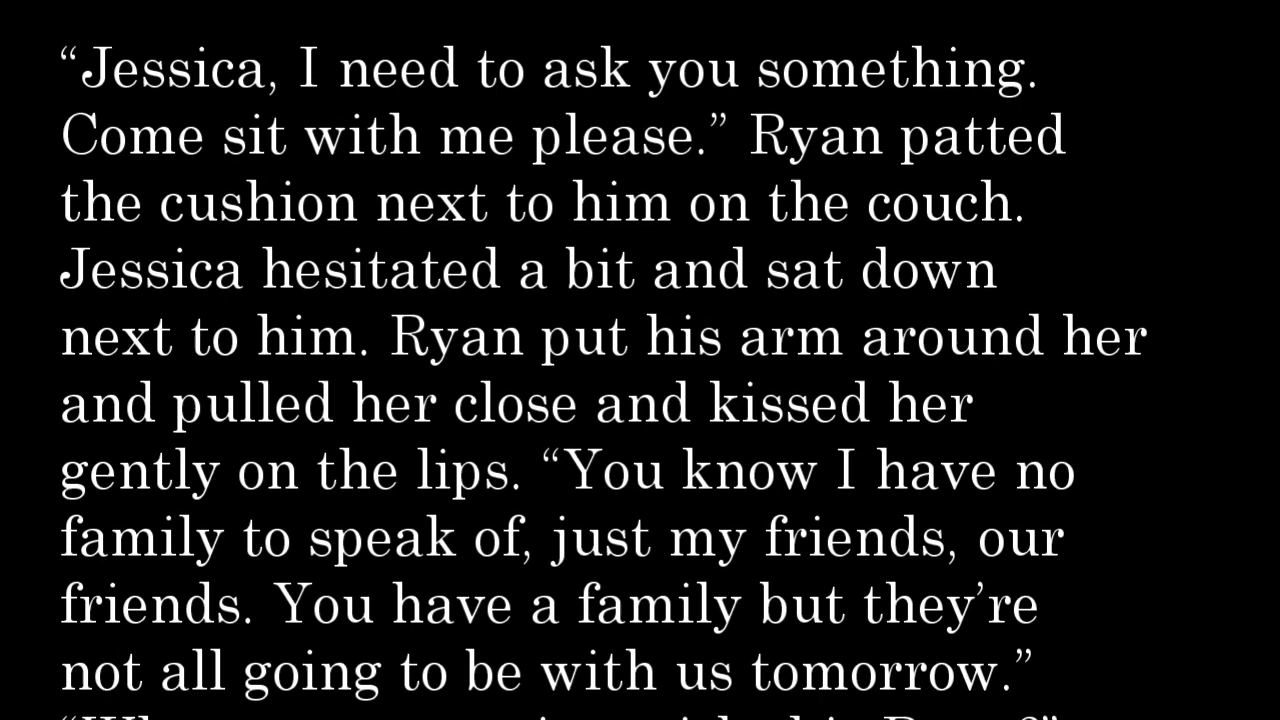 “Jessica, I need to ask you something.
Come sit with me please.” Ryan patted
the cushion next to him on the couch.
Jessica hesitated a bit and sat down
next to him. Ryan put his arm around her
and pulled her close and kissed her
gently on the lips. “You know I have no
family to speak of, just my friends, our
friends. You have a family but they’re
not all going to be with us tomorrow.”